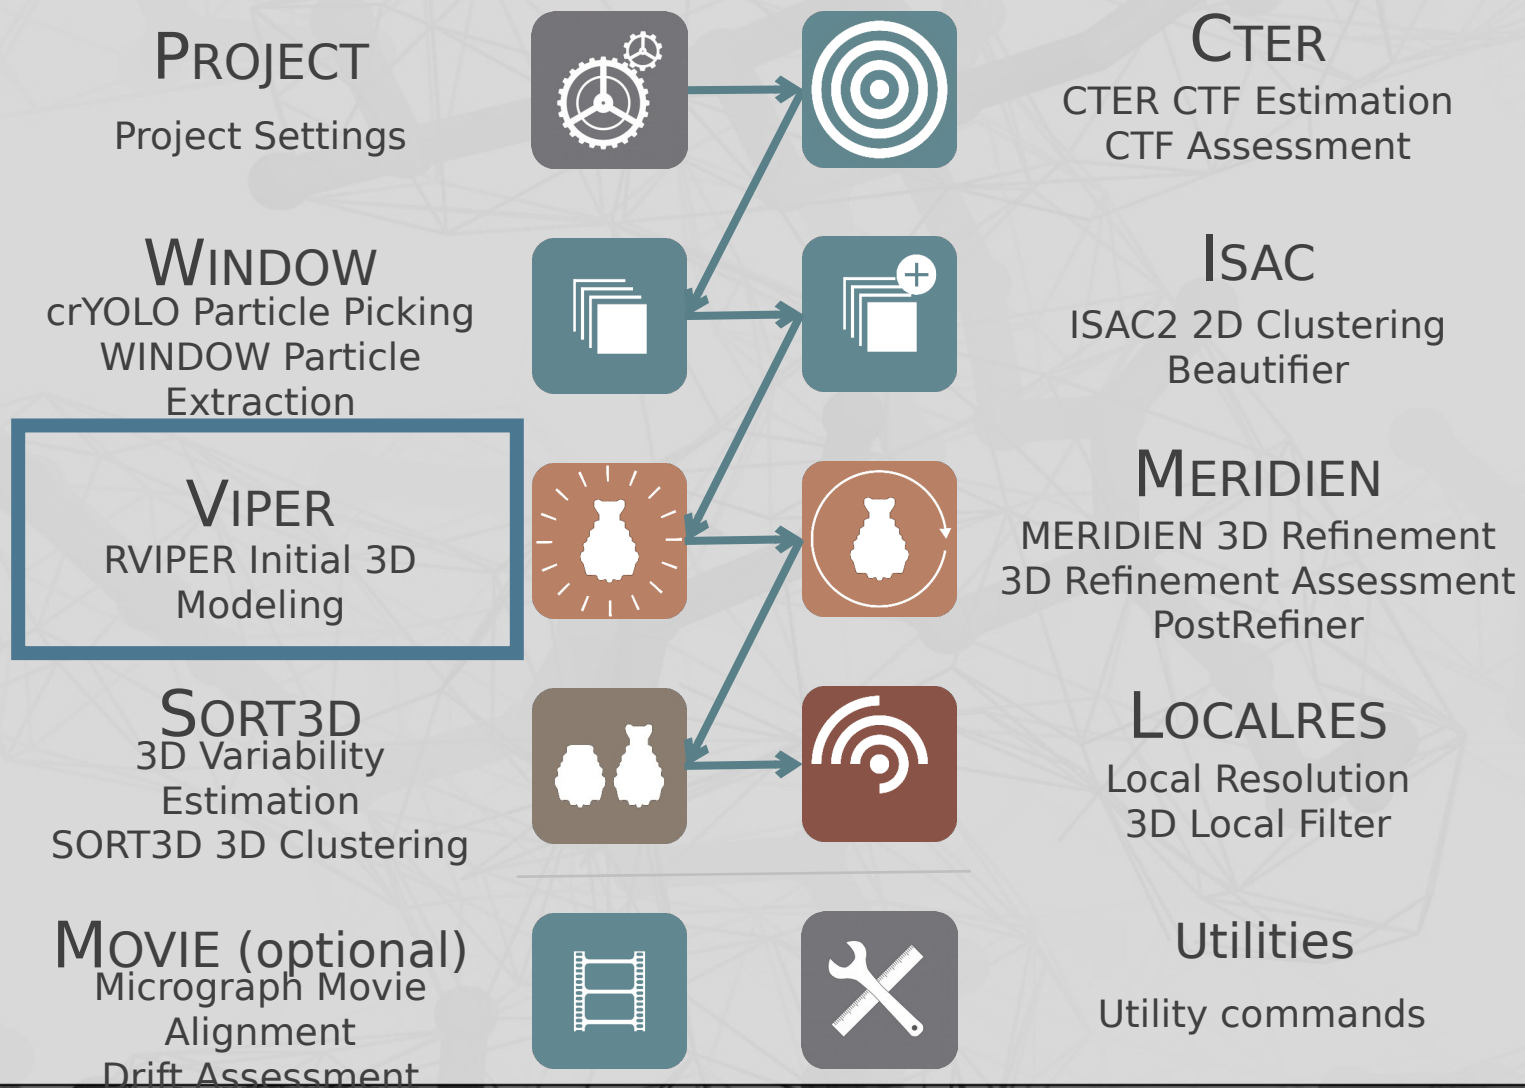 PROJECT
Project Settings
CTER
CTER CTF Estimation
CTF Assessment
WINDOW
crYOLO Particle Picking
WINDOW Particle
Extraction
ISAC
ISAC2 2D Clustering
Beautifier
VIPER
RVIPER Initial 3D
Modeling
MERIDIEN
MERIDIEN 3D Refinement
3D Refinement Assessment
PostRefiner
SORT3D
3D Variability
Estimation
SORT3D 3D Clustering
LOCALRES
Local Resolution
3D Local Filter
MOVIE (optional)
Micrograph Movie
Alignment
Drift Assessment
Utilities
Utility commands